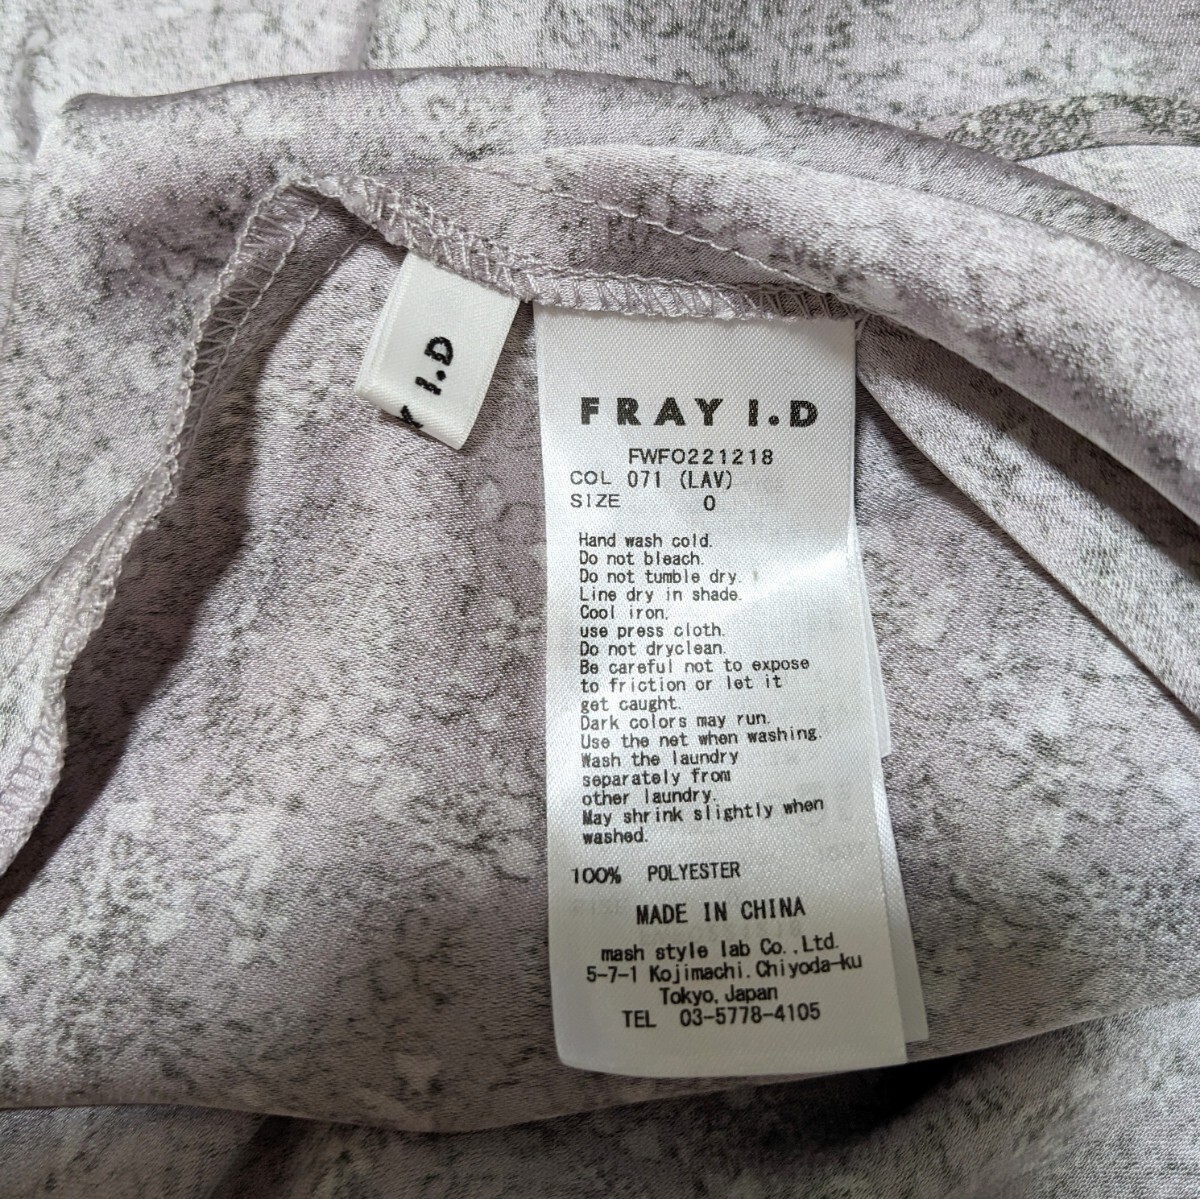 I.D
FRAY I.D
FWFO221218
COL 071 (LAV)
SIZE 0
Hand wash cold.
Do not bleach.
Do not tumble dry.
Line dry in shade.
Cool iron.
use press cloth.
Do not dryclean.
Be careful not to expose
to friction or let it
get caught.
Dark colors may run.
Use the net when washing.
Wash the laundry
separately from
other laundry.
May shrink slightly when
washed.
100% POLYESTER
MADE IN CHINA
mash style lab Co.,Ltd.
5-7-1 Kojimachi.Chiyoda-ku
Tokyo,Japan
TEL 03-5778-4105